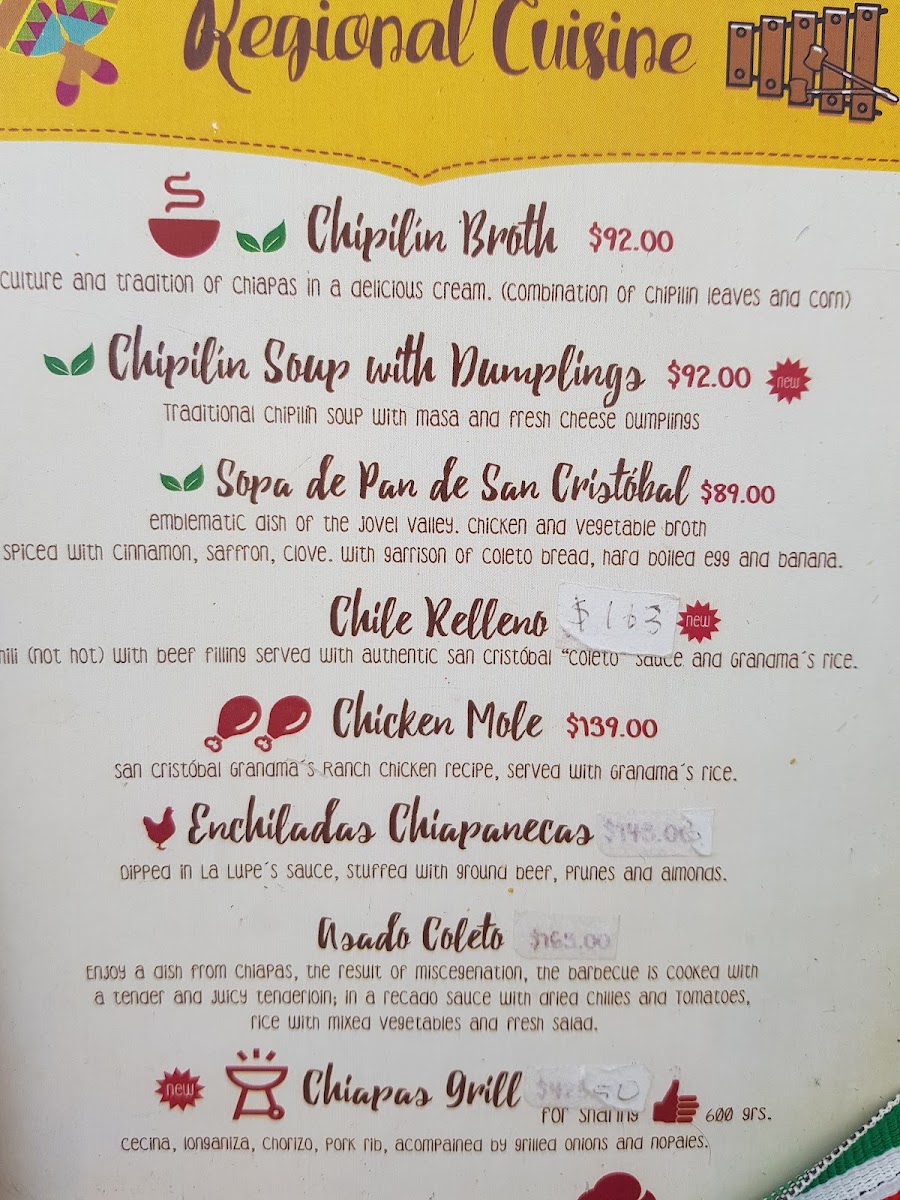 Regional Cuisine
Chipilín Broth $92.00
culture and tradition of Chiapas in a delicious cream. (combination of chipilin leaves and corn)
Chipilín Soup with Dumplings $92.00 new
Traditional chipilín soup with masa and fresh cheese dumplings
Sopa de Pan de San Cristóbal $89.00
emblematic dish of the Jovel Valley. Chicken and vegetable broth
spiced with cinnamon, saffron, clove. With garrison of coleto bread, hard boiled egg and banana.
Chile Relleno $163 new
(not hot) with beef filling served with authentic San Cristóbal "coleto" sauce and Grandma´s rice.
Chicken Mole $139.00
San Cristóbal Grandma´s Ranch chicken recipe, served with Grandma´s rice.
Enchiladas Chiapanecas
Dipped in La Lupe´s sauce, stuffed with ground beef, prunes and almonds.
Asado Coleto $165.00
Enjoy a dish from Chiapas, the result of miscegenation, the barbecue is cooked with
a tender and juicy tenderloin; in a recado sauce with dried chilies and tomatoes,
rice with mixed vegetables and fresh salad.
new Chiapas Grill
for sharing 600 grs.
cecina, longaniza, chorizo, pork rib, acompained by grilled onions and nopales.